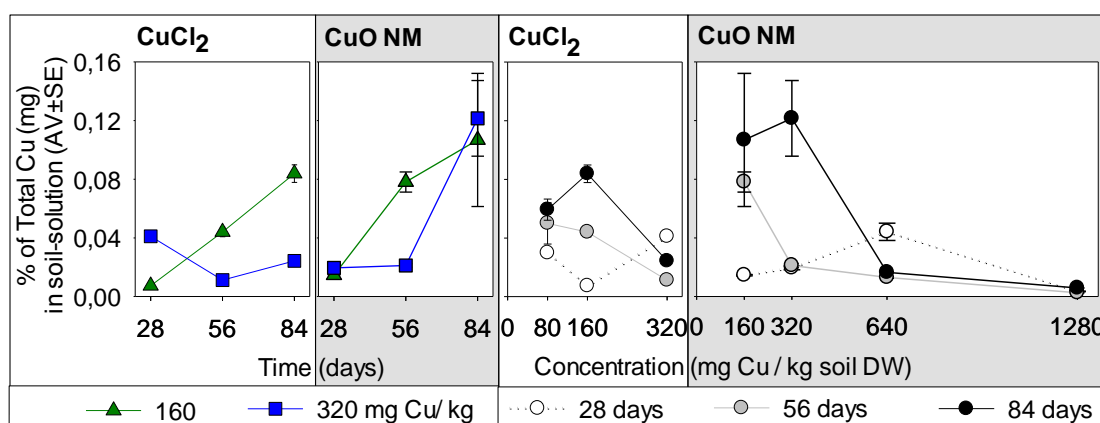 CuCl2 CuO NM CuCl2 CuO NM
% of Total Cu (mg)
in soil-solution (AV±SE)
0,16
0,12
0,08
0,04
0,00
28 56 84 28 56 84 0 80 160 320 0 160 320 640 1280
Time (days) Concentration (mg Cu / kg soil DW)
160 320 mg Cu/ kg 28 days 56 days 84 days